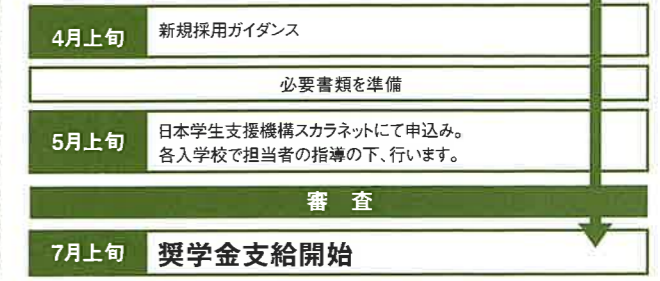 4月上旬
新規採用ガイダンス
必要書類を準備
5月上旬
日本学生支援機構スカラネットにて申込み。
各入学校で担当者の指導の下、行います。
審 査
7月上旬
奨学金支給開始